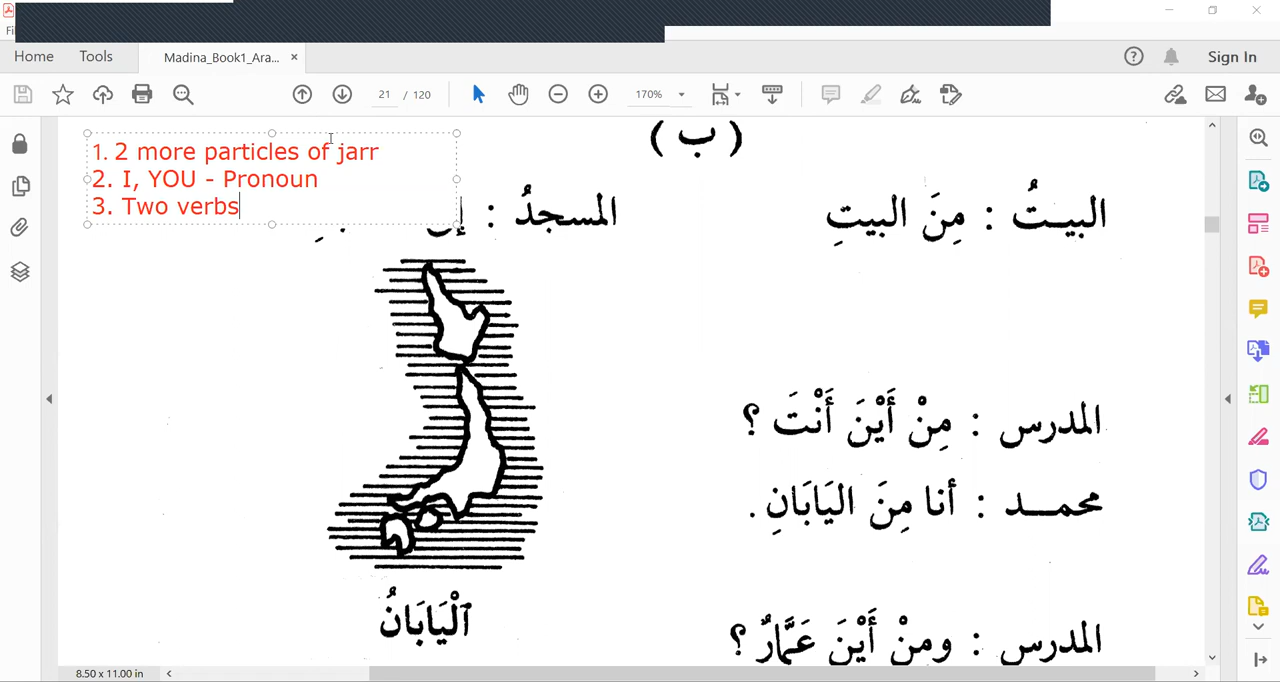 Home Tools Madina_Book1_Ara... × Sign In
21 / 120 170%
( ب )
1. 2 more particles of jarr
2. I, YOU - Pronoun
3. Two verbs
البيتُ : مِنَ البيتِ المسجدُ :
المدرس : مِنْ أَيْنَ أَنْتَ ؟
محمد : أنا مِنَ اليَابَانِ .
ٱلْيَابَانُ
المدرس : ومنْ أَيْنَ عَمَّارٌ ؟
8.50 x 11.00 in